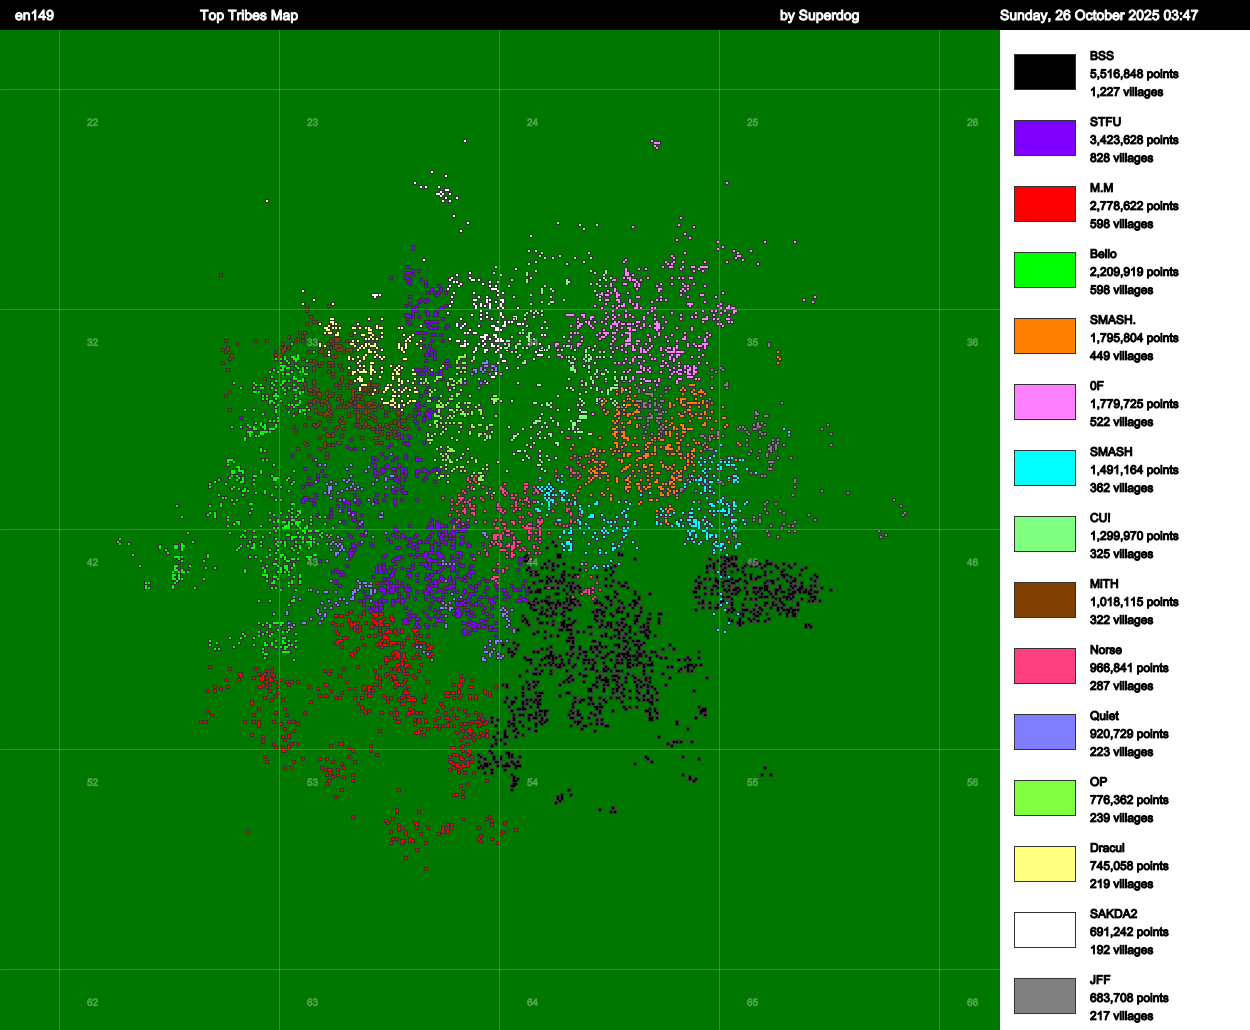 en149 Top Tribes Map by Superdog Sunday, 26 October 2025 03:47
BSS
5,516,848 points
1,227 villages
22 23 24 25 26
STFU
3,423,628 points
828 villages
M.M
2,778,622 points
598 villages
Bello
2,209,919 points
598 villages
SMASH.
1,795,804 points
449 villages
32 33 33 35 36
0F
1,779,725 points
522 villages
SMASH
1,491,164 points
362 villages
CUI
1,299,970 points
325 villages
42 43 44 45 46
MITH
1,018,115 points
322 villages
Norse
966,841 points
287 villages
Quiet
920,729 points
223 villages
52 53 54 55 56
OP
776,362 points
239 villages
Dracul
745,058 points
219 villages
SAKDA2
691,242 points
192 villages
JFF
683,708 points
217 villages
62 63 64 65 66